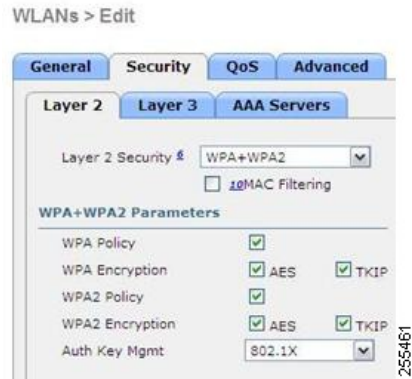 WLANs > Edit
General Security QoS Advanced
Layer 2 Layer 3 AAA Servers
Layer 2 Security 6 WPA+WPA2
10MAC Filtering
WPA+WPA2 Parameters
WPA Policy
WPA Encryption AES TKIP
WPA2 Policy
WPA2 Encryption AES TKIP
Auth Key Mgmt 802.1X
255461